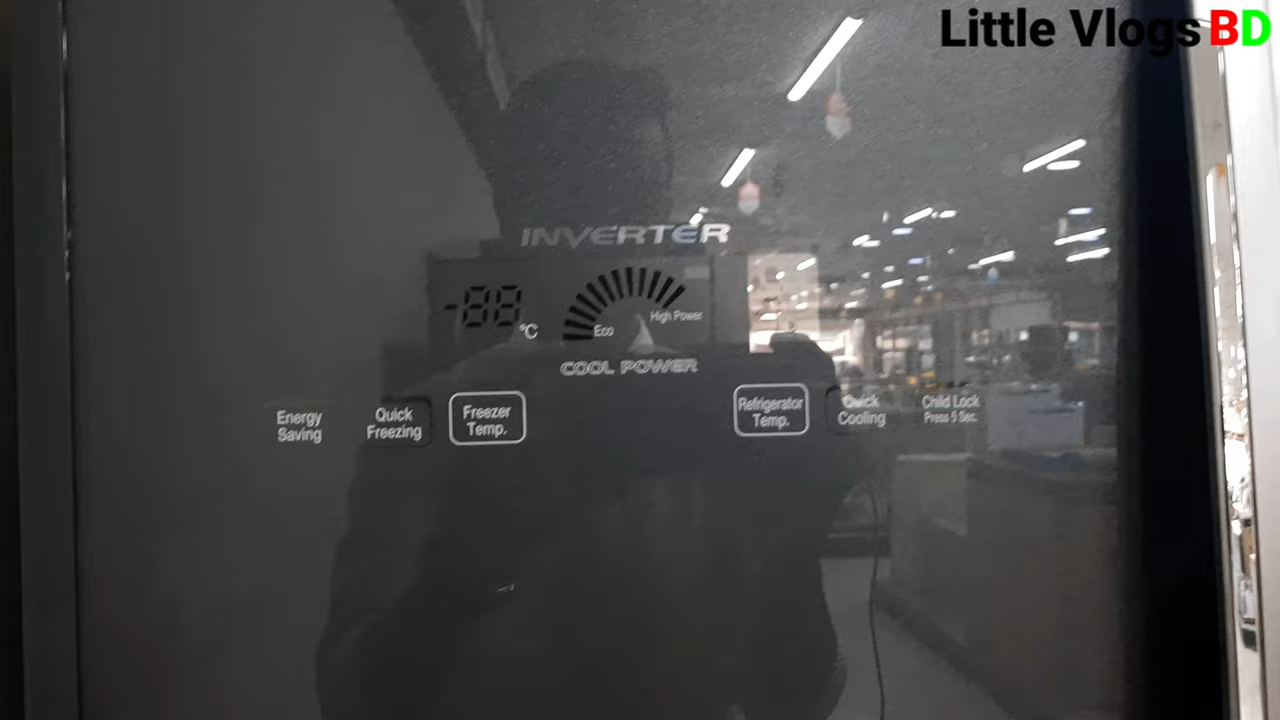 Little Vlogs BD
INVERTER
-88
°C
Eco
High Power
COOL POWER
Energy
Saving
Quick
Freezing
Freezer
Temp.
Refrigerator
Temp.
Quick
Cooling
Child Lock
Press 5 Sec.